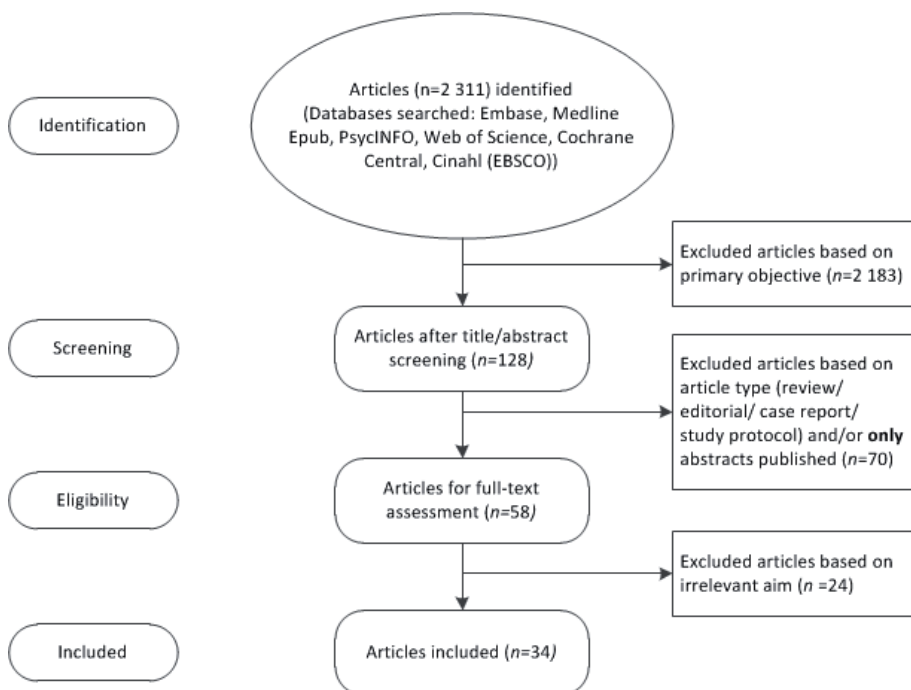 Identification
Articles (n=2 311) identified
(Databases searched: Embase, Medline
Epub, PsycINFO, Web of Science, Cochrane
Central, Cinahl (EBSCO))
Excluded articles based on
primary objective (n=2 183)
Screening
Articles after title/abstract
screening (n=128)
Excluded articles based on
article type (review/
editorial/ case report/
study protocol) and/or only
abstracts published (n=70)
Eligibility
Articles for full-text
assessment (n=58)
Excluded articles based on
irrelevant aim (n =24)
Included
Articles included (n=34)